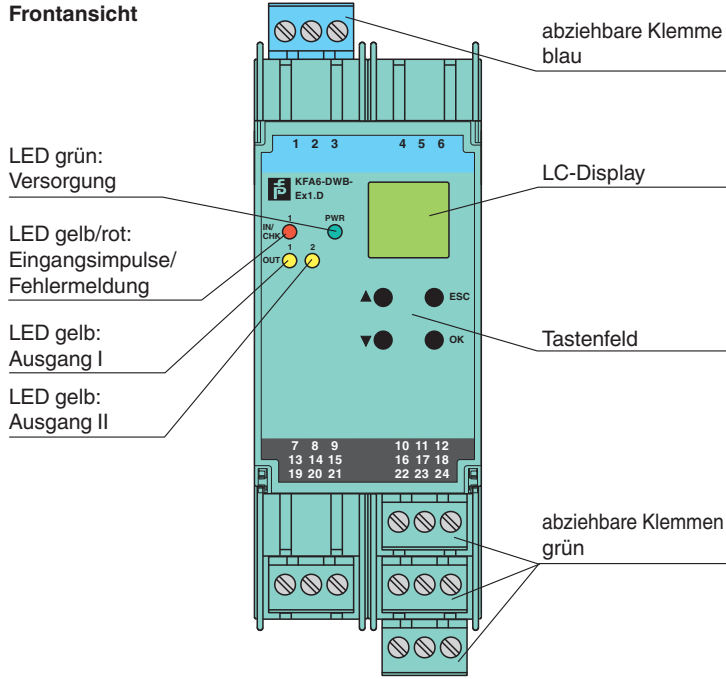 Frontansicht
abziehbare Klemme
blau
1 2 3 4 5 6
LED grün:
Versorgung
KFA6-DWB-
Ex1.D
LC-Display
1 PWR
IN/
CHK
1 2
OUT
LED gelb/rot:
Eingangsimpulse/
Fehlermeldung
▲ ESC
LED gelb:
Ausgang I
▼ OK
Tastenfeld
LED gelb:
Ausgang II
7 8 9 10 11 12
13 14 15 16 17 18
19 20 21 22 23 24
abziehbare Klemmen
grün